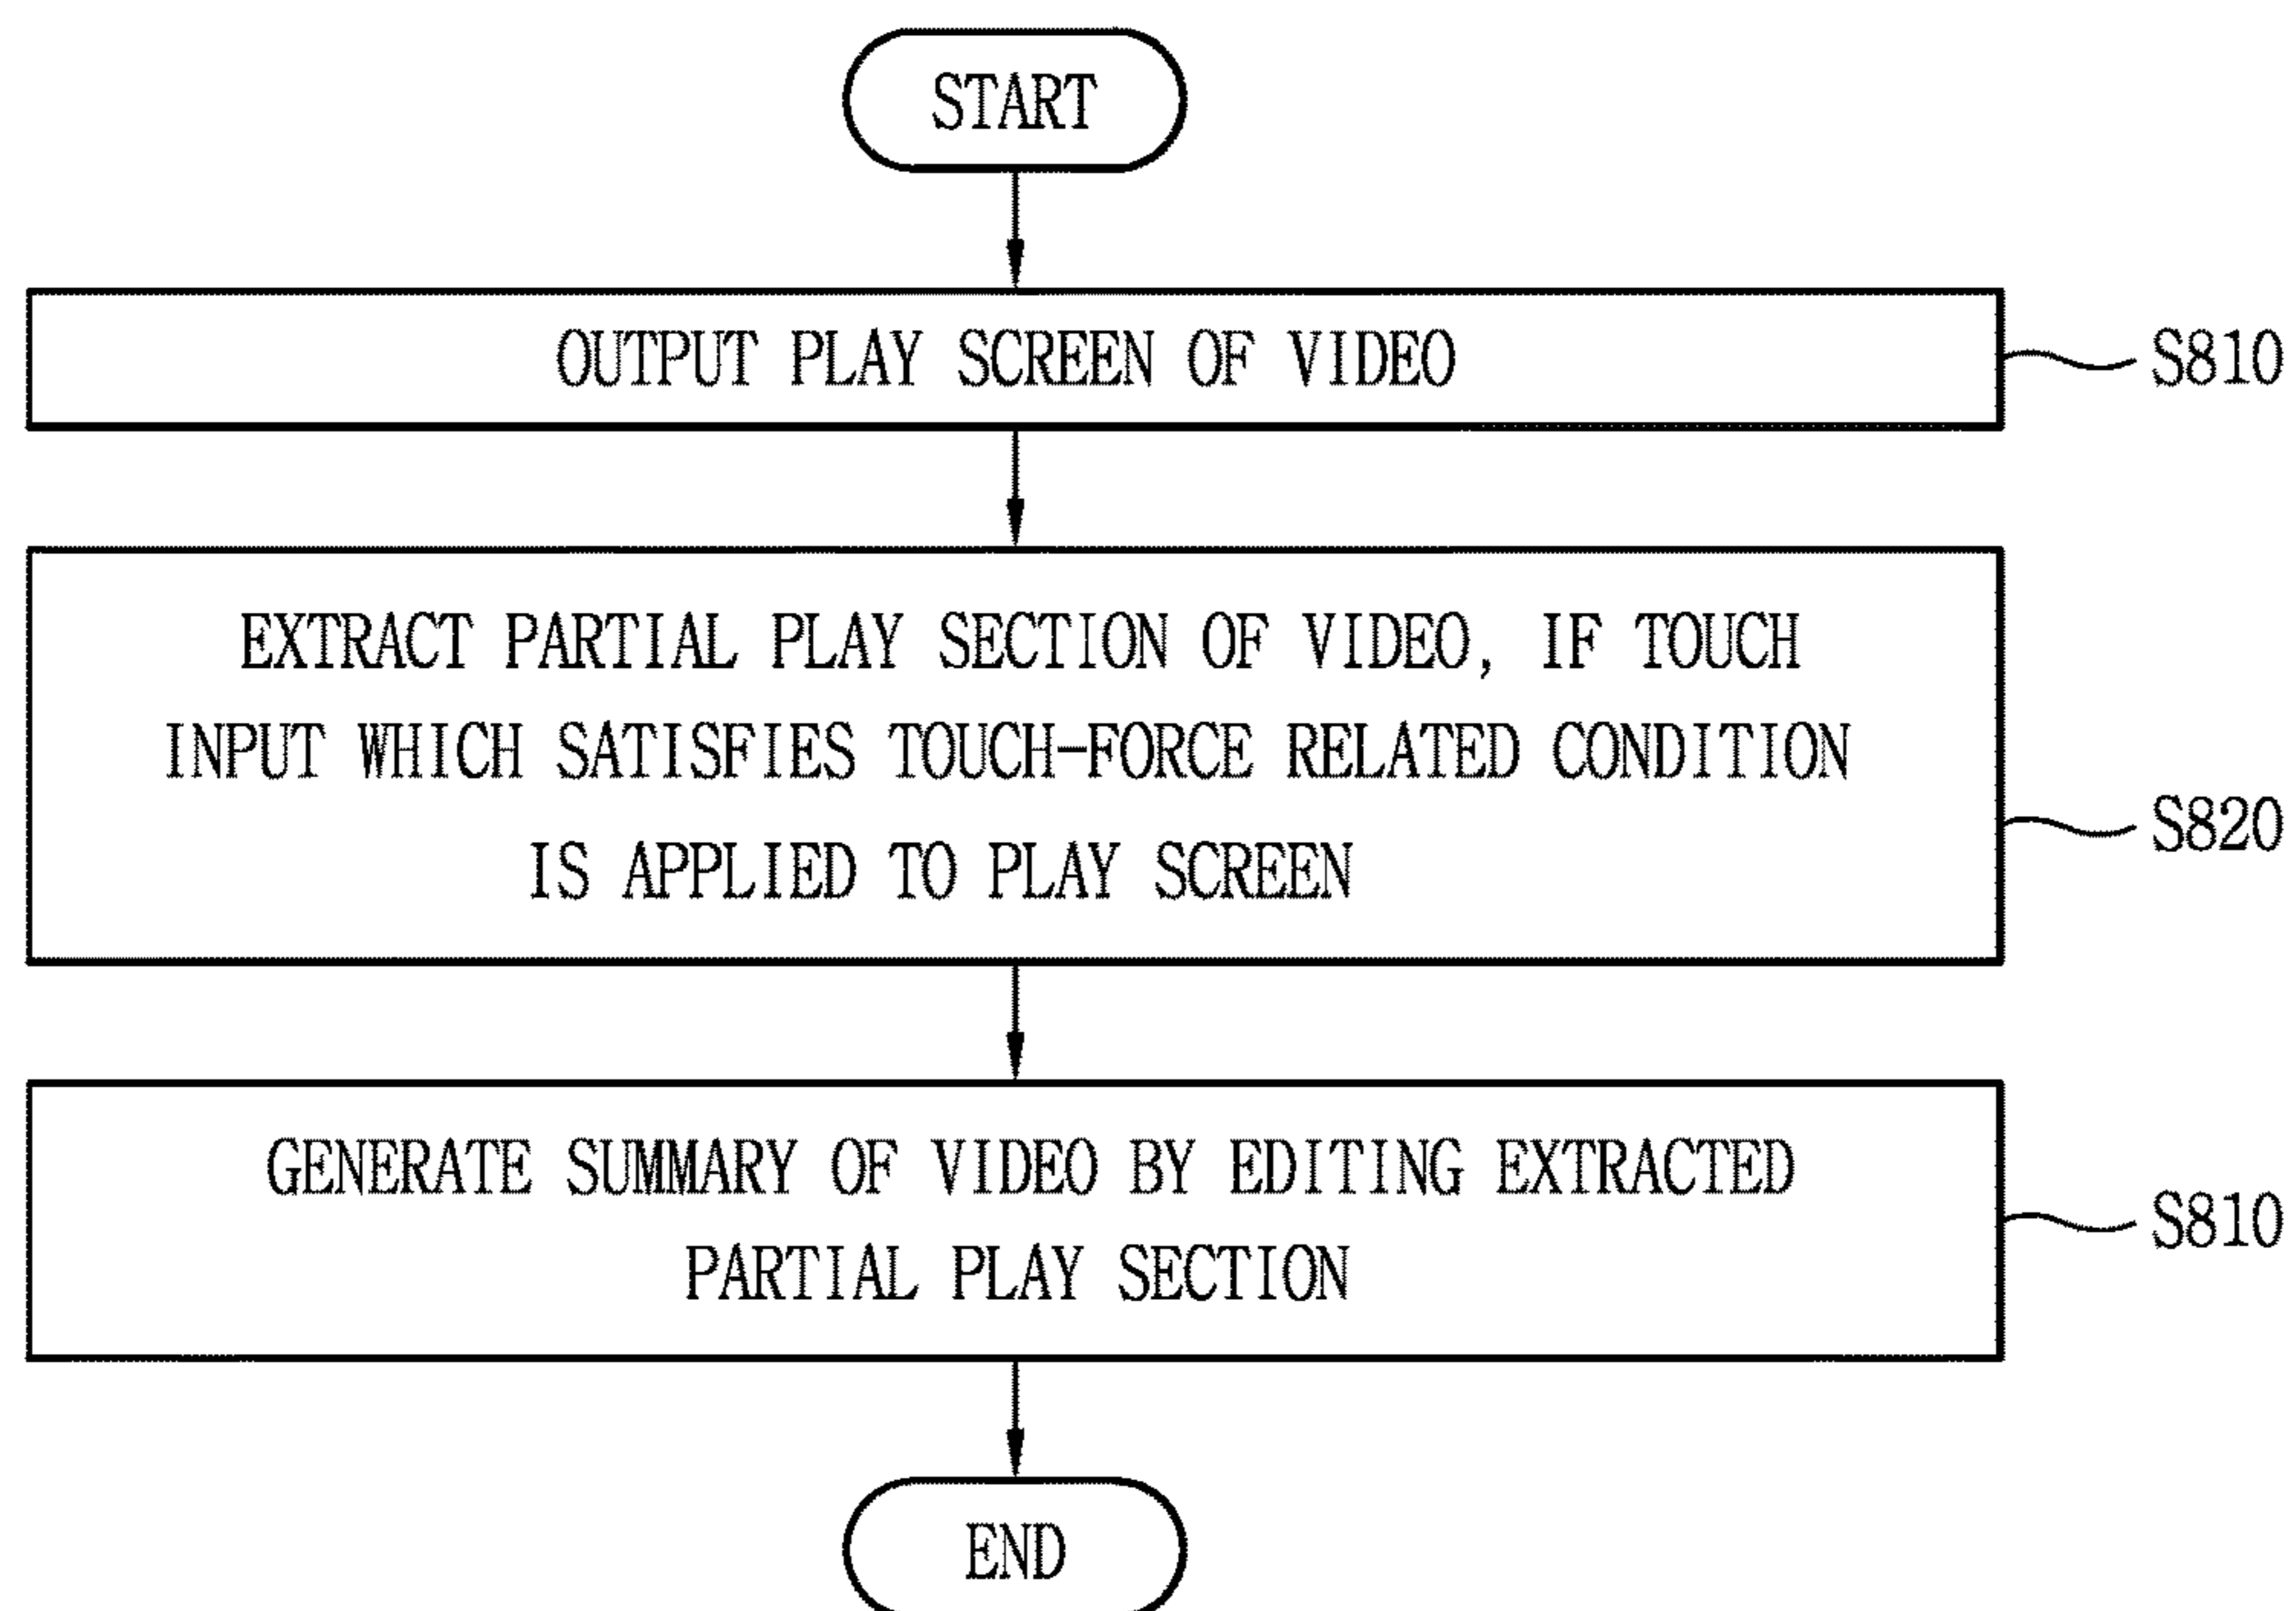 START
OUTPUT PLAY SCREEN OF VIDEO
S810
EXTRACT PARTIAL PLAY SECTION OF VIDEO, IF TOUCH
INPUT WHICH SATISFIES TOUCH-FORCE RELATED CONDITION
IS APPLIED TO PLAY SCREEN
S820
GENERATE SUMMARY OF VIDEO BY EDITING EXTRACTED
PARTIAL PLAY SECTION
S810
END